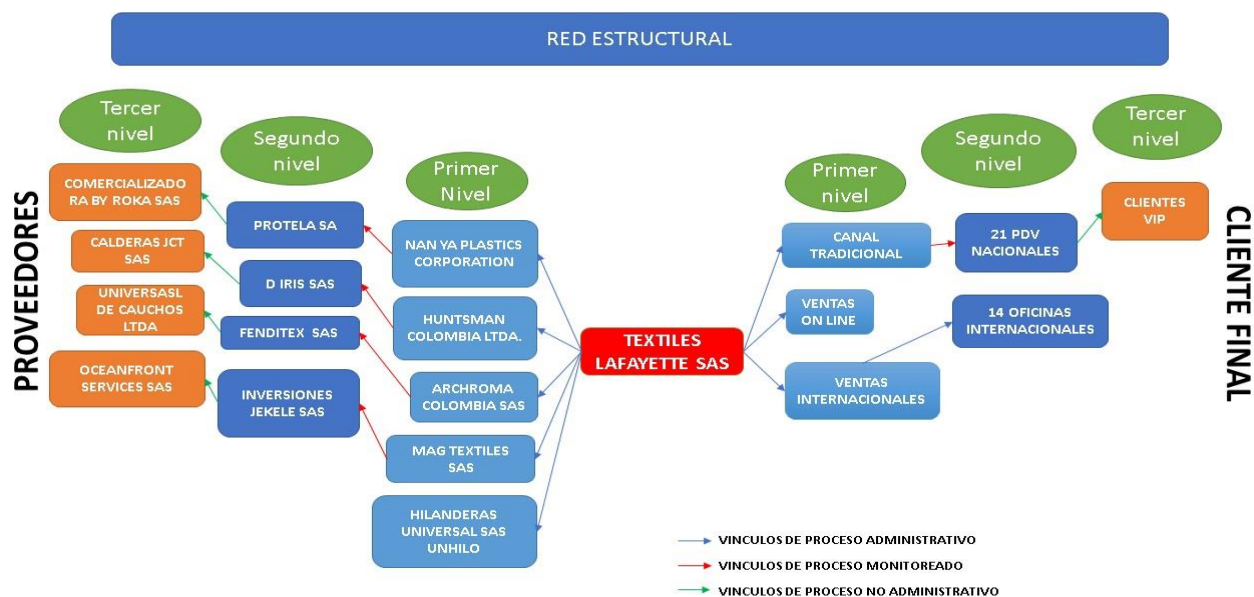 RED ESTRUCTURAL
PROVEEDORES
Tercer
nivel
COMERCIALIZADO
RA BY ROKA SAS
CALDERAS JCT
SAS
UNIVERSASL
DE CAUCHOS
LTDA
OCEANFRONT
SERVICES SAS
Segundo
nivel
PROTELA SA
D IRIS SAS
FENDITEX SAS
INVERSIONES
JEKELE SAS
Primer
Nivel
NAN YA PLASTICS
CORPORATION
HUNTSMAN
COLOMBIA LTDA.
ARCHROMA
COLOMBIA SAS
MAG TEXTILES
SAS
HILANDERAS
UNIVERSAL SAS
UNHILO
TEXTILES
LAFAYETTE SAS
Primer
nivel
CANAL
TRADICIONAL
VENTAS
ON LINE
VENTAS
INTERNACIONALES
Segundo
nivel
21 PDV
NACIONALES
14 OFICINAS
INTERNACIONALES
Tercer
nivel
CLIENTES
VIP
CLIENTE FINAL
VINCULOS DE PROCESO ADMINISTRATIVO
VINCULOS DE PROCESO MONITOREADO
VINCULOS DE PROCESO NO ADMINISTRATIVO